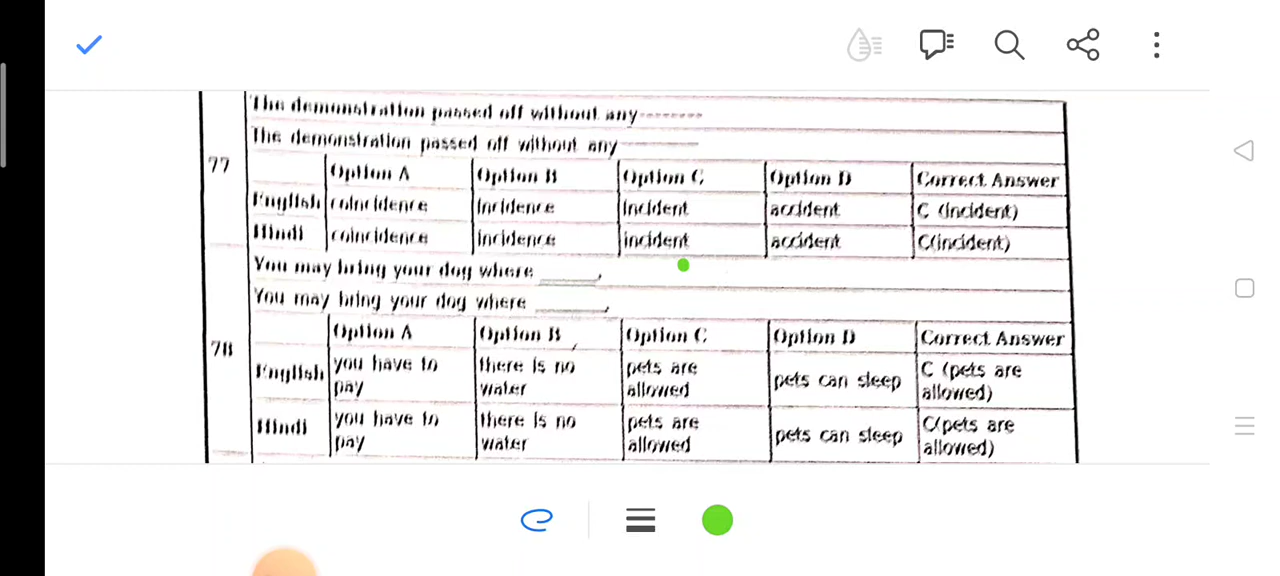 The demonstration passed off without any--------
The demonstration passed off without any
77
Option A Option B Option C Option D Correct Answer
English coincidence incidence incident accident C (incident)
Hindi coincidence incidence incident accident C(incident)
You may bring your dog where ______,
You may bring your dog where ______,
78
Option A Option B Option C Option D Correct Answer
English you have to pay there is no water pets are allowed pets can sleep C (pets are allowed)
Hindi you have to pay there is no water pets are allowed pets can sleep C(pets are allowed)